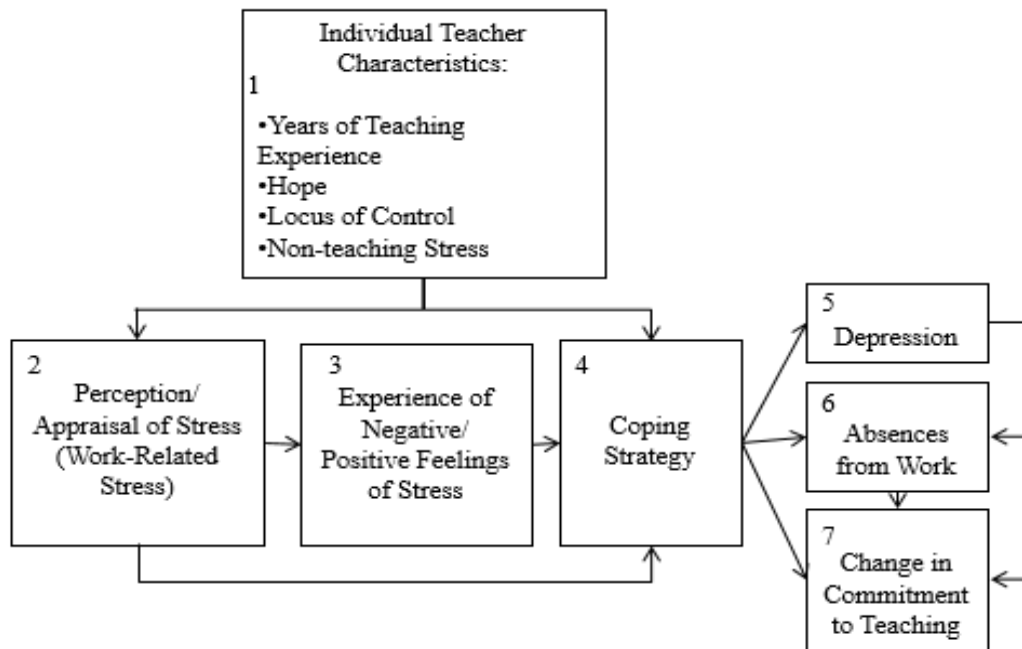 Individual Teacher
Characteristics:
1
•Years of Teaching
Experience
•Hope
•Locus of Control
•Non-teaching Stress
2
Perception/
Appraisal of Stress
(Work-Related
Stress)
3
Experience of
Negative/
Positive Feelings
of Stress
4
Coping
Strategy
5
Depression
6
Absences
from Work
7
Change in
Commitment
to Teaching